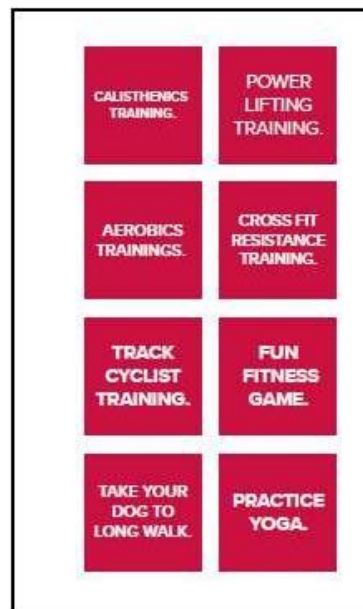 CALISTHENICS
TRAINING.
POWER
LIFTING
TRAINING.
AEROBICS
TRAININGS.
CROSS FIT
RESISTANCE
TRAINING.
TRACK
CYCLIST
TRAINING.
FUN
FITNESS
GAME.
TAKE YOUR
DOG TO
LONG WALK.
PRACTICE
YOGA.